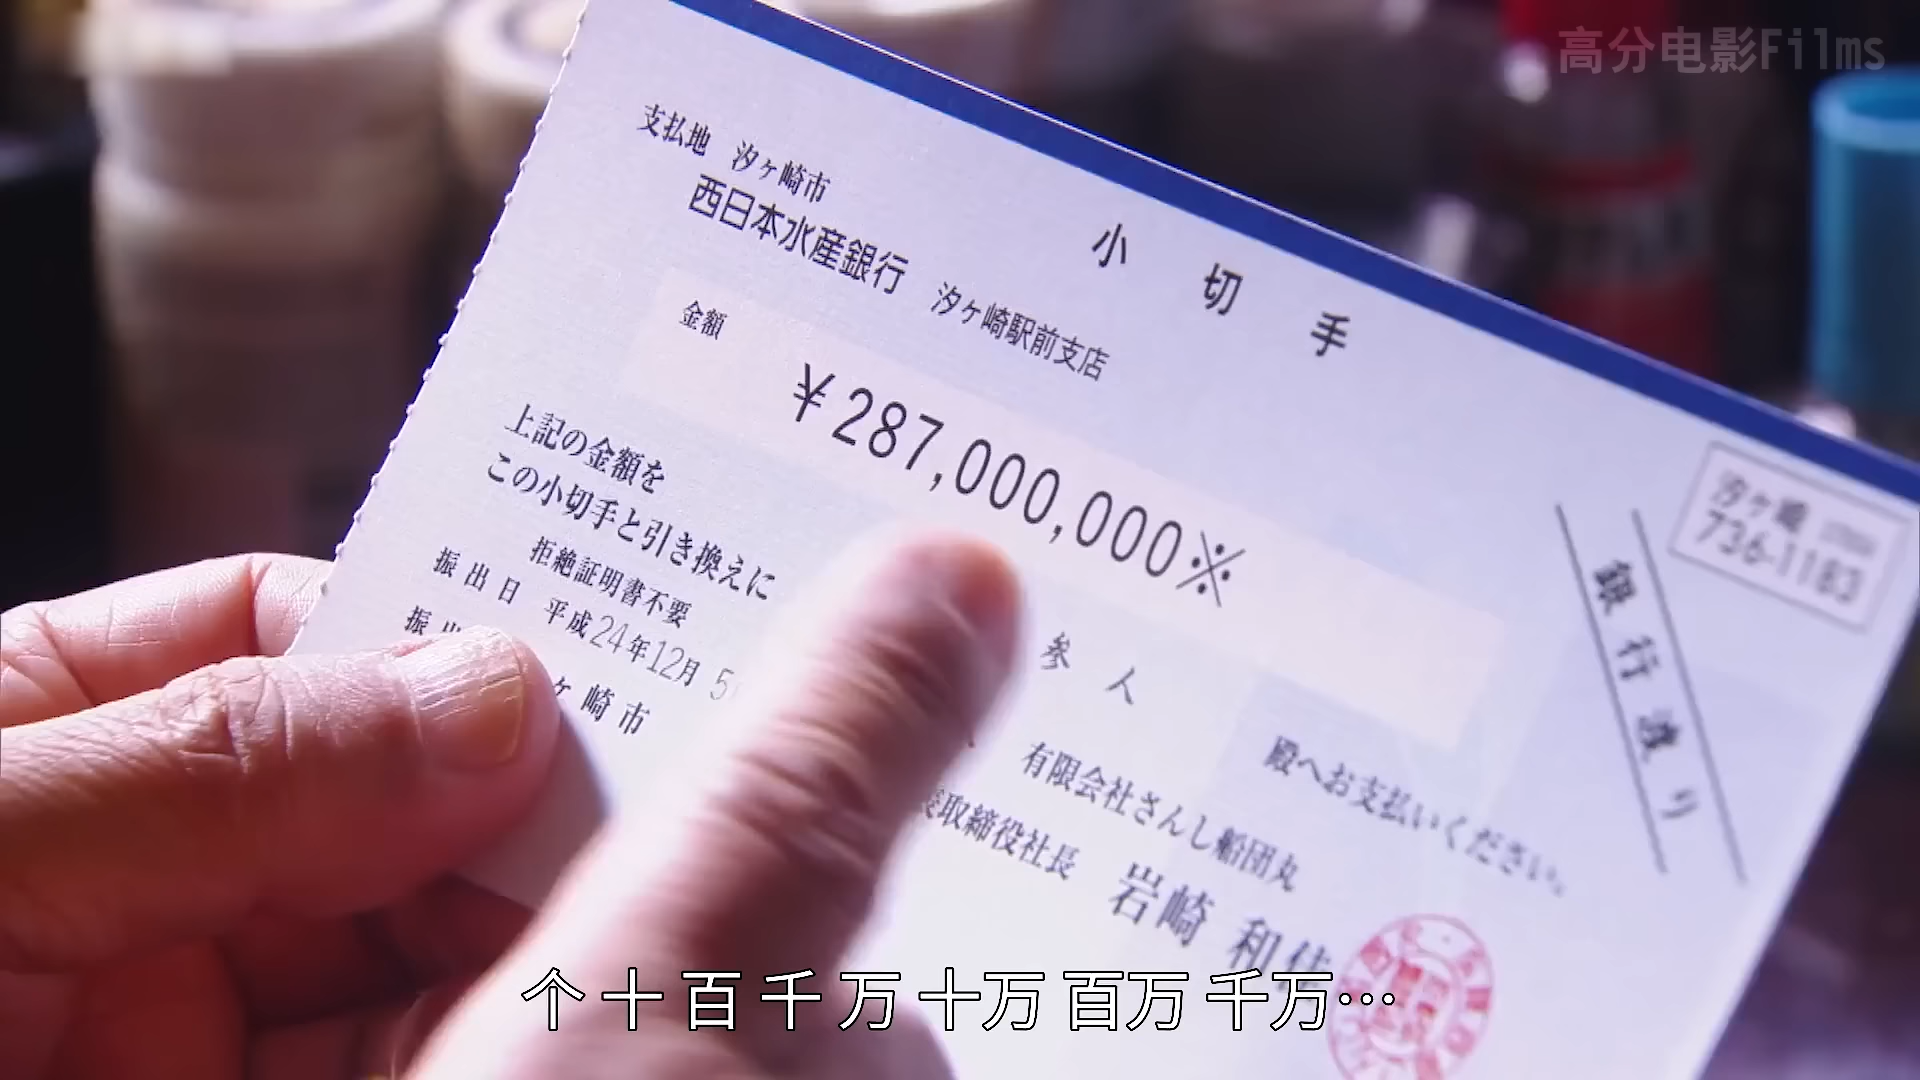 高分电影Films
小切手
支払地 汐ヶ崎市
西日本水産銀行 汐ヶ崎駅前支店
汐ヶ崎
736-1183
金額
¥287,000,000※
銀行渡り
上記の金額を
この小切手と引き換えに
参人
殿へお支払いください。
拒絶証明書不要
振出日 平成24年12月5
振出
ケ崎市
有限会社さんし船団丸
取締役社長 岩崎 和佳
个 十 百 千 万 十万 百万 千万…